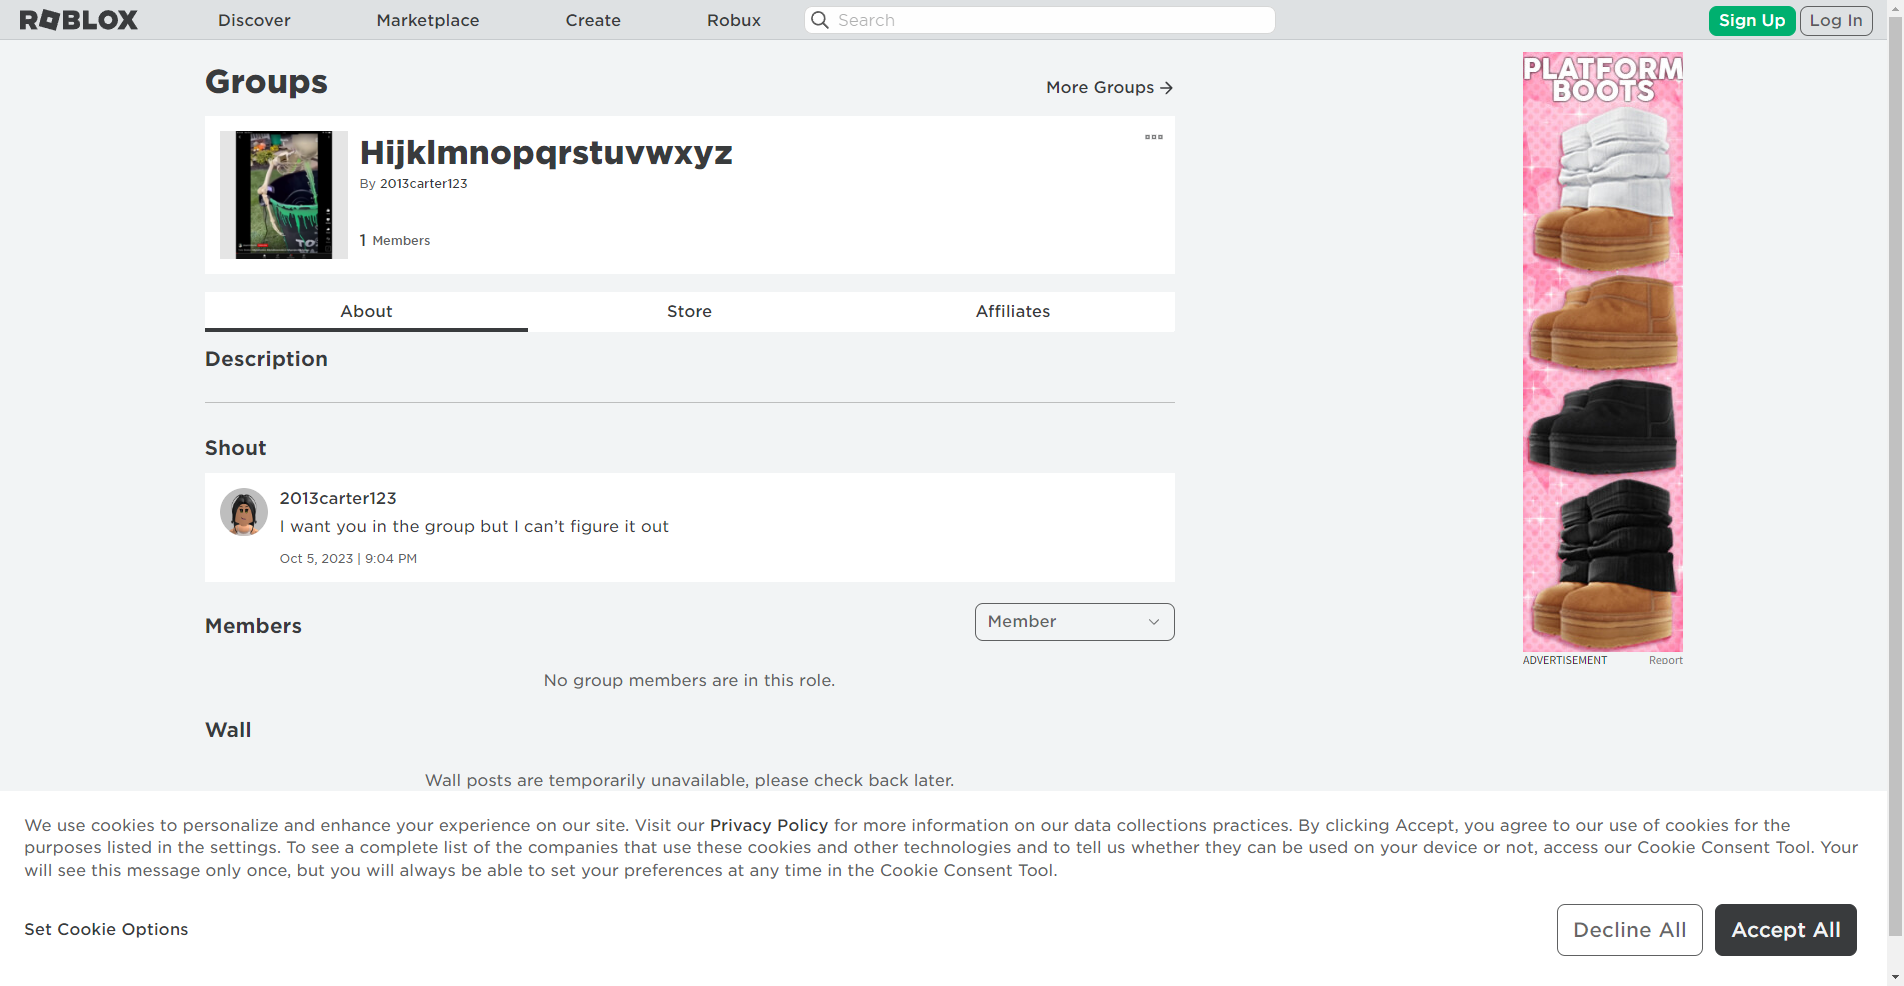 ROBLOX
Discover
Marketplace
Create
Robux
Search
Sign Up
Log In
Groups
More Groups
Hijklmnopqrstuvwxyz
By 2013carter123
1 Members
About
Store
Affiliates
Description
Shout
2013carter123
I want you in the group but I can’t figure it out
Oct 5, 2023 | 9:04 PM
Members
Member
No group members are in this role.
Wall
Wall posts are temporarily unavailable, please check back later.
PLATFORM
BOOTS
ADVERTISEMENT
Report
We use cookies to personalize and enhance your experience on our site. Visit our Privacy Policy for more information on our data collections practices. By clicking Accept, you agree to our use of cookies for the
purposes listed in the settings. To see a complete list of the companies that use these cookies and other technologies and to tell us whether they can be used on your device or not, access our Cookie Consent Tool. Your
will see this message only once, but you will always be able to set your preferences at any time in the Cookie Consent Tool.
Set Cookie Options
Decline All
Accept All